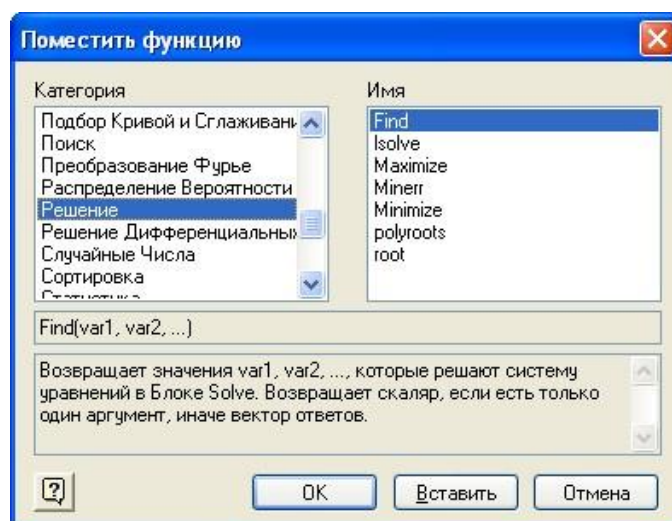 Поместить функцию
Категория
Имя
Подбор Кривой и Сглаживани
Поиск
Преобразование Фурье
Распределение Вероятности
Решение
Решение Дифференциальны
Случайные Числа
Сортировка
Find
lsolve
Maximize
Minerr
Minimize
polyroots
root
Find(var1, var2, ...)
Возвращает значения var1, var2, ..., которые решают систему
уравнений в Блоке Solve. Возвращает скаляр, если есть только
один аргумент, иначе вектор ответов.
OK
Вставить
Отмена